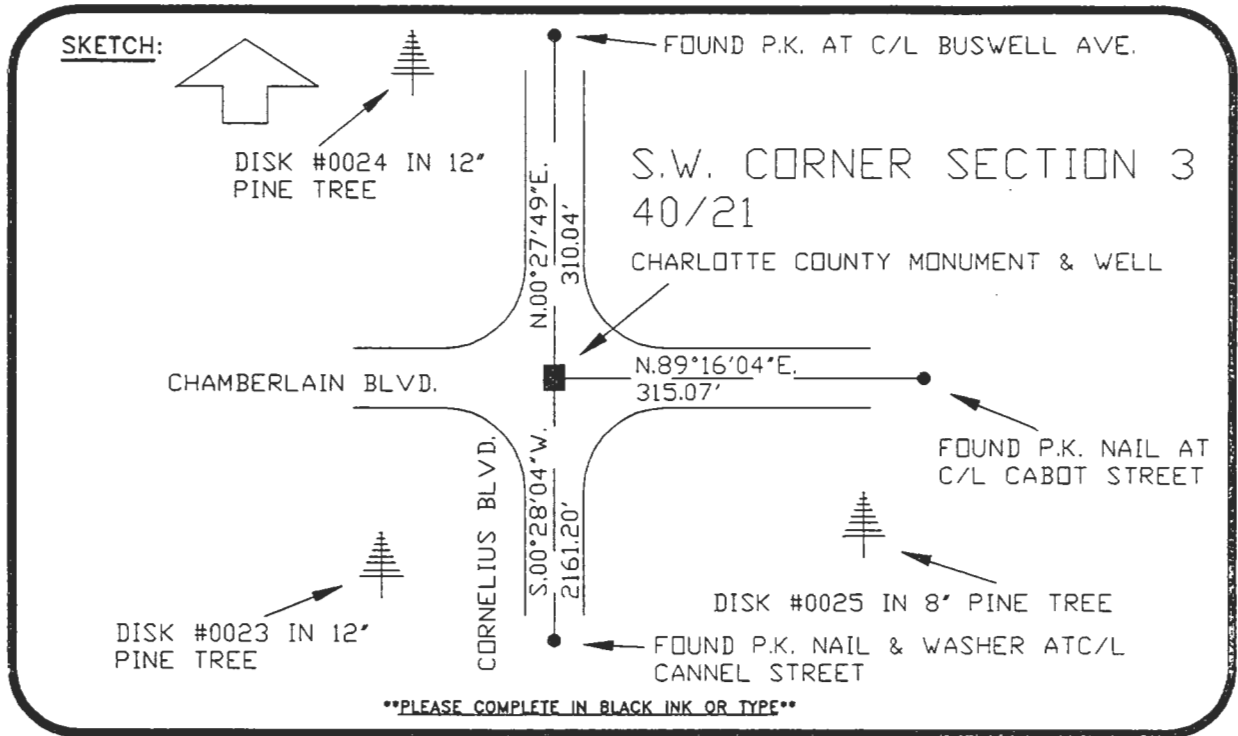 SKETCH:
FOUND P.K. AT C/L BUSWELL AVE.
DISK #0024 IN 12"
PINE TREE
S.W. CORNER SECTION 3
40/21
N.00°27'49"E.
310.04'
CHARLOTTE COUNTY MONUMENT & WELL
CHAMBERLAIN BLVD.
N.89°16'04"E.
315.07'
FOUND P.K. NAIL AT
C/L CABOT STREET
CORNELIUS BLVD.
S.00°28'04"W.
2161.20'
DISK #0025 IN 8" PINE TREE
DISK #0023 IN 12"
PINE TREE
FOUND P.K. NAIL & WASHER ATC/L
CANNEL STREET
**PLEASE COMPLETE IN BLACK INK OR TYPE**